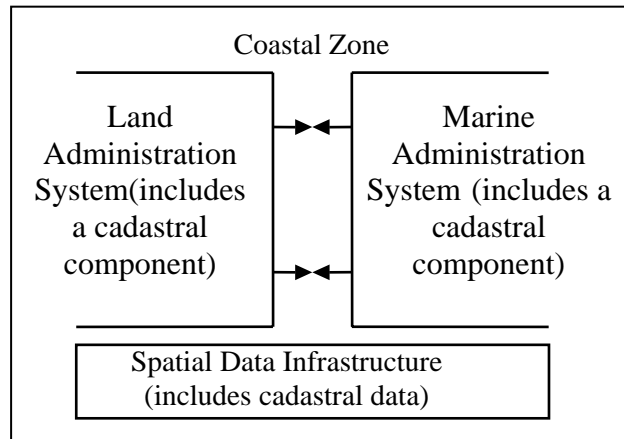 Coastal Zone
Land
Administration
System(includes
a cadastral
component)
Marine
Administration
System (includes a
cadastral
component)
Spatial Data Infrastructure
(includes cadastral data)